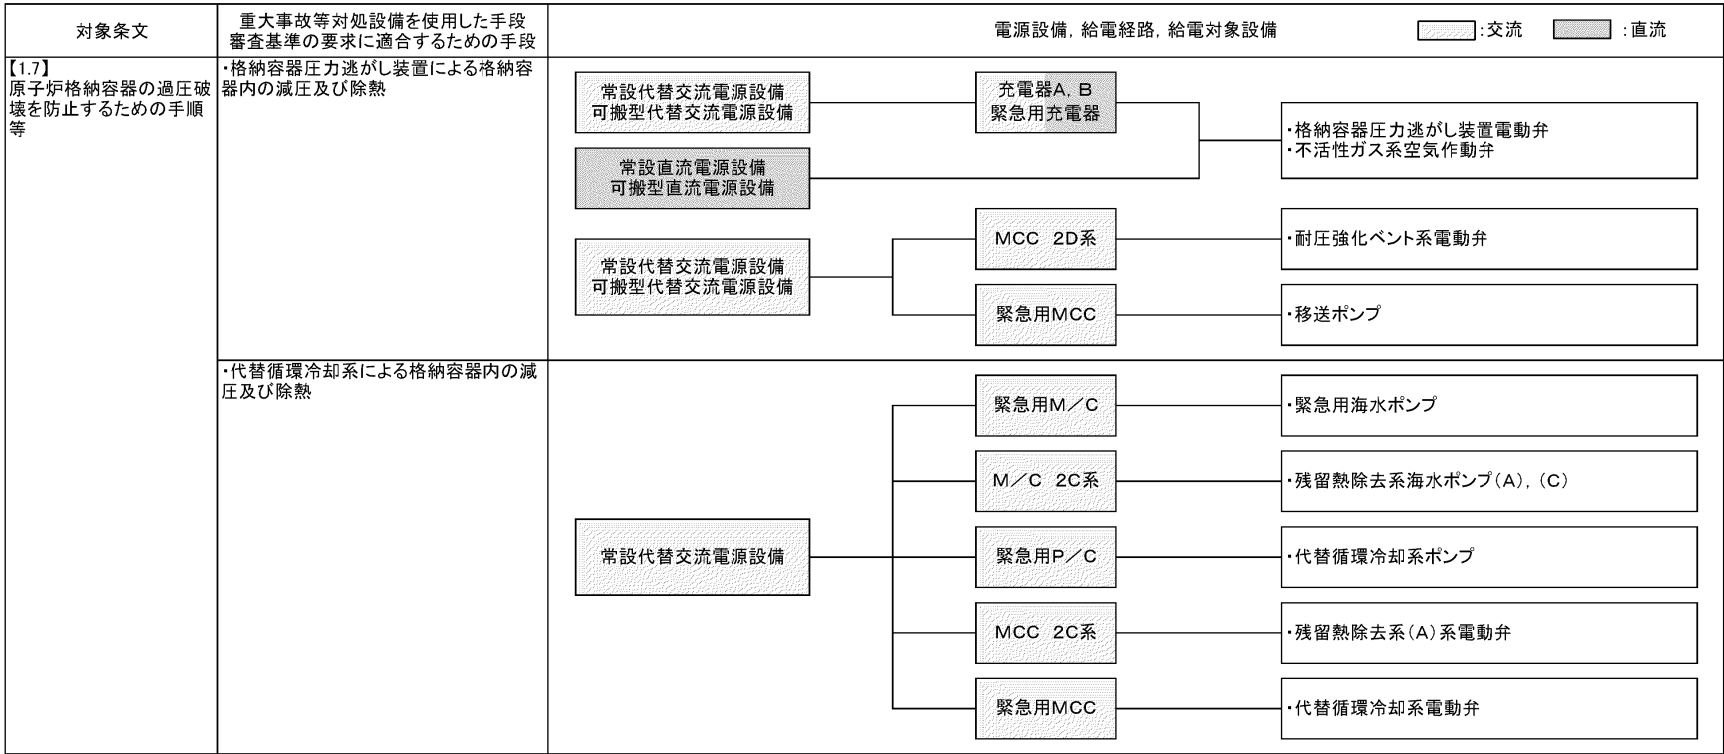 対象条文
重大事故等対処設備を使用した手段
審査基準の要求に適合するための手段
電源設備，給電経路，給電対象設備
:交流
:直流
【1.7】
原子炉格納容器の過圧破
壊を防止するための手順
等
・格納容器圧力逃がし装置による格納容
器内の減圧及び除熱
常設代替交流電源設備
可搬型代替交流電源設備
充電器A，B
緊急用充電器
・格納容器圧力逃がし装置電動弁
・不活性ガス系空気作動弁
常設直流電源設備
可搬型直流電源設備
常設代替交流電源設備
可搬型代替交流電源設備
MCC 2D系
・耐圧強化ベント系電動弁
緊急用MCC
・移送ポンプ
・代替循環冷却系による格納容器内の減
圧及び除熱
常設代替交流電源設備
緊急用M／C
・緊急用海水ポンプ
M／C 2C系
・残留熱除去系海水ポンプ（A），（C）
緊急用P／C
・代替循環冷却系ポンプ
MCC 2C系
・残留熱除去系（A）系電動弁
緊急用MCC
・代替循環冷却系電動弁